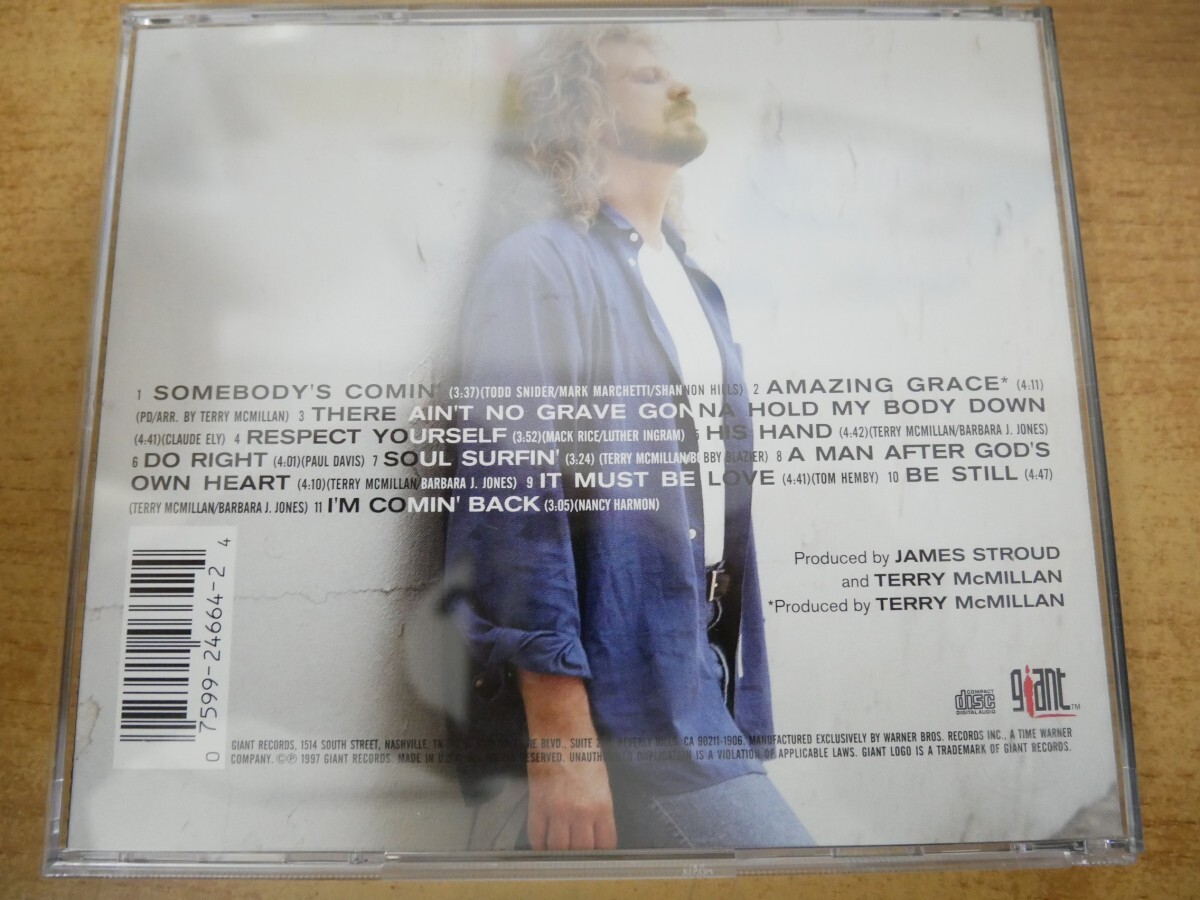 1 SOMEBODY'S COMIN' (3:37)(TODD SNIDER/MARK MARCHETTI/SHANNON HILLS) 2 AMAZING GRACE* (4:11)
(PD/ARR. BY TERRY MCMILLAN) 3 THERE AIN'T NO GRAVE GONNA HOLD MY BODY DOWN
(4:41)(CLAUDE ELY) 4 RESPECT YOURSELF (3:52)(MACK RICE/LUTHER INGRAM) 5 HIS HAND (4:42)(TERRY MCMILLAN/BARBARA J. JONES)
6 DO RIGHT (4:01)(PAUL DAVIS) 7 SOUL SURFIN' (3:24) (TERRY MCMILLAN/BOBBY BLAZIER) 8 A MAN AFTER GOD'S
OWN HEART (4:10)(TERRY MCMILLAN/BARBARA J. JONES) 9 IT MUST BE LOVE (4:41)(TOM HEMBY) 10 BE STILL (4:47)
(TERRY MCMILLAN/BARBARA J. JONES) 11 I'M COMIN' BACK (3:05)(NANCY HARMON)
Produced by JAMES STROUD
and TERRY McMILLAN
*Produced by TERRY McMILLAN
0 7599-24664-2 4
COMPACT
disc
DIGITAL AUDIO
giant
TM
GIANT RECORDS, 1514 SOUTH STREET, NASHVILLE, TN BLVD., SUITE BEVERLY HILLS, CA 90211-1906. MANUFACTURED EXCLUSIVELY BY WARNER BROS. RECORDS INC., A TIME WARNER
COMPANY. ©℗ 1997 GIANT RECORDS. MADE IN RESERVED. UNAUTHORIZED DUPLICATION IS A VIOLATION OF APPLICABLE LAWS. GIANT LOGO IS A TRADEMARK OF GIANT RECORDS.